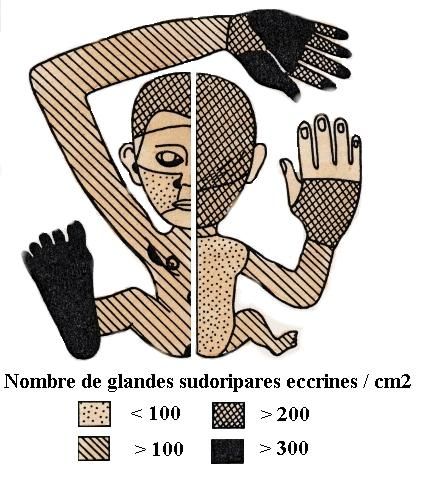 Nombre de glandes sudoripares eccrines / cm2
< 100 > 200
> 100 > 300